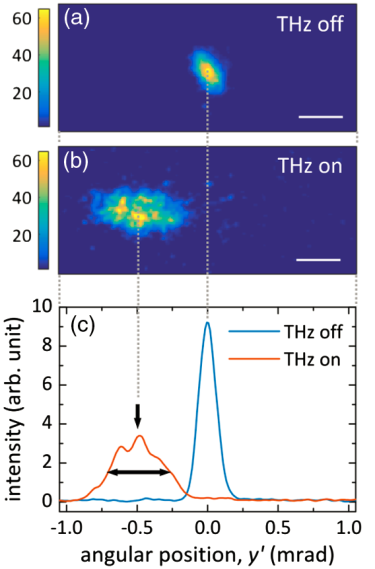 (a) THz off
60
40
20
(b) THz on
60
40
20
(c)
THz off
THz on
10
8
6
4
2
0
intensity (arb. unit)
-1.0 -0.5 0.0 0.5 1.0
angular position, y' (mrad)